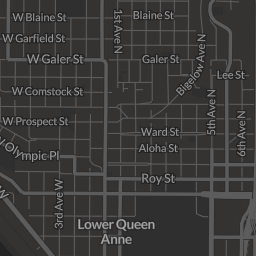 W Blaine St
Blaine St
1st Ave N
W Garfield St
W Galer St
Galer St
Bigelow Ave N
Lee St
W Comstock St
5th Ave N
6th Ave N
W Prospect St
Ward St
Aloha St
Olympic Pl
Roy St
3rd Ave W
Lower Queen
Anne